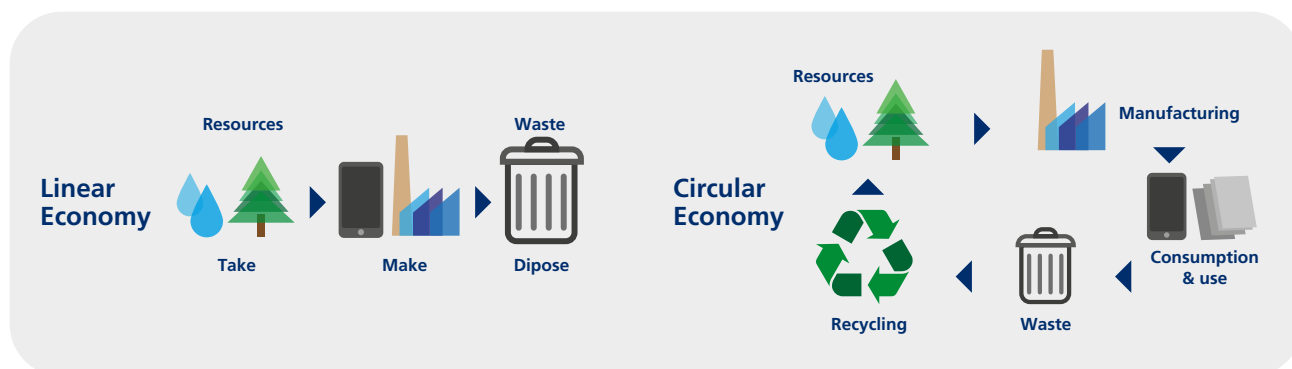 Linear
Economy
Resources
Take
Make
Waste
Dipose
Circular
Economy
Resources
Manufacturing
Consumption
& use
Waste
Recycling